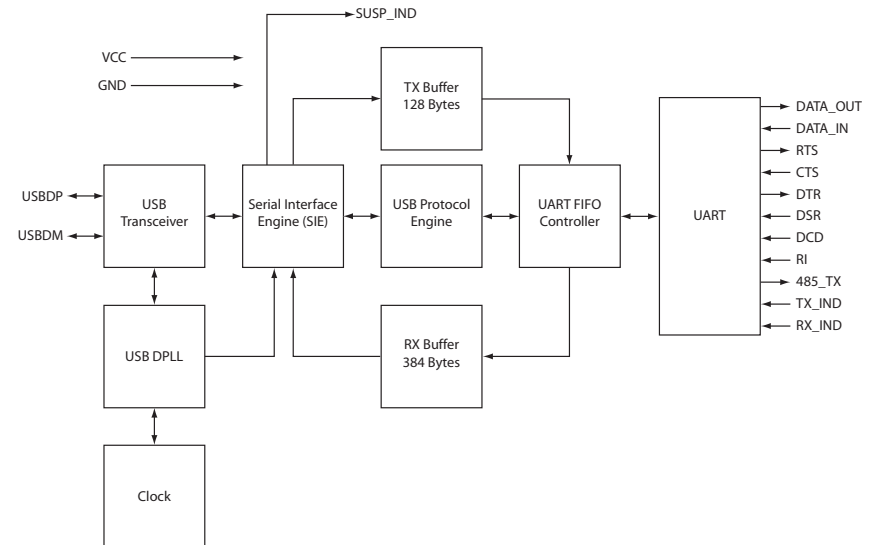 SUSP_IND
VCC
GND
TX Buffer
128 Bytes
USBDP
USBDM
USB
Transceiver
Serial Interface
Engine (SIE)
USB Protocol
Engine
UART FIFO
Controller
UART
DATA_OUT
DATA_IN
RTS
CTS
DTR
DSR
DCD
RI
485_TX
TX_IND
RX_IND
USB DPLL
RX Buffer
384 Bytes
Clock